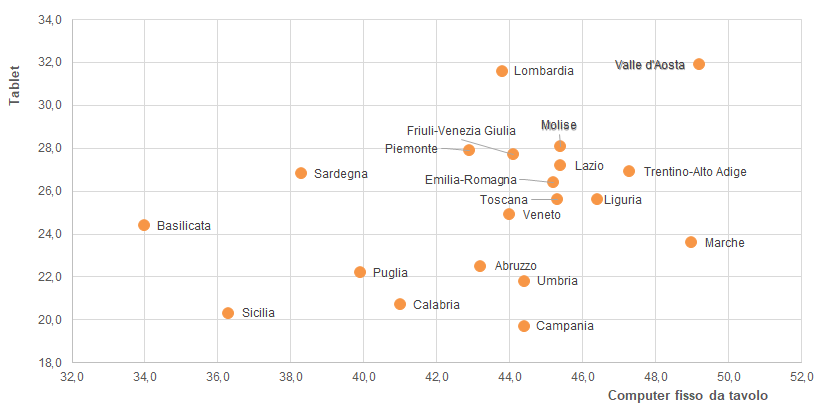 34,0
32,0
Valle d'Aosta
Lombardia
Tablet
30,0
Molise
Friuli-Venezia Giulia
28,0
Piemonte
Lazio
Sardegna
Trentino-Alto Adige
Emilia-Romagna
26,0
Toscana
Liguria
Veneto
Basilicata
24,0
Marche
Abruzzo
Puglia
Umbria
22,0
Calabria
Sicilia
20,0
Campania
18,0
32,0 34,0 36,0 38,0 40,0 42,0 44,0 46,0 48,0 50,0 52,0
Computer fisso da tavolo